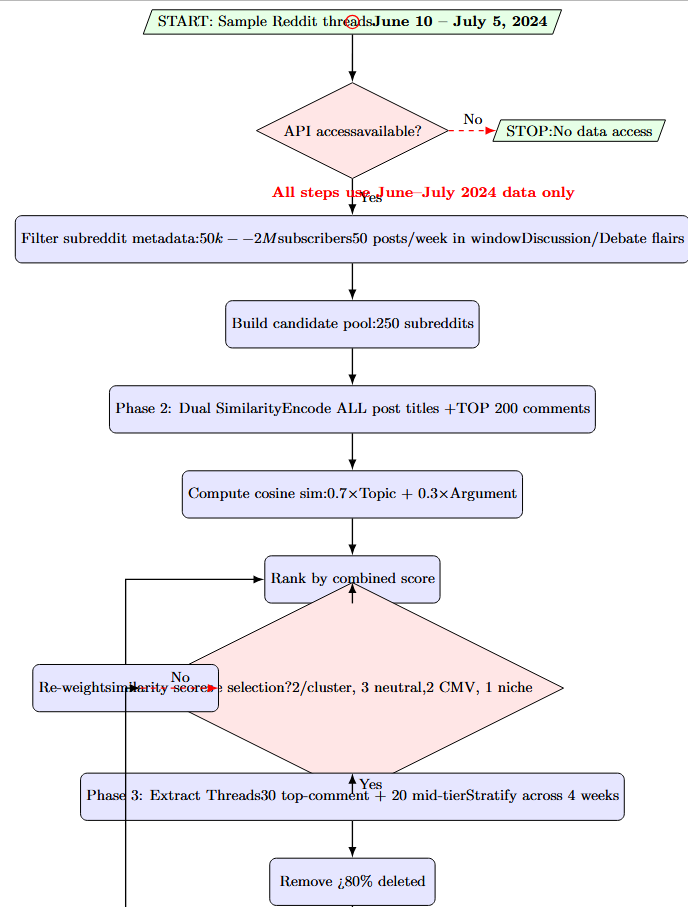 START: Sample Reddit threadsJune 10 – July 5, 2024
API accessavailable?
No
STOP:No data access
All steps use June–July 2024 data only
Yes
Filter subreddit metadata:50k − −2Msubscribers50 posts/week in windowDiscussion/Debate flairs
Build candidate pool:250 subreddits
Phase 2: Dual SimilarityEncode ALL post titles +TOP 200 comments
Compute cosine sim:0.7×Topic + 0.3×Argument
Rank by combined score
No
Re-weightsimilarity scores
selection?2/cluster, 3 neutral,2 CMV, 1 niche
Yes
Phase 3: Extract Threads30 top-comment + 20 mid-tierStratify across 4 weeks
Remove ¿80% deleted